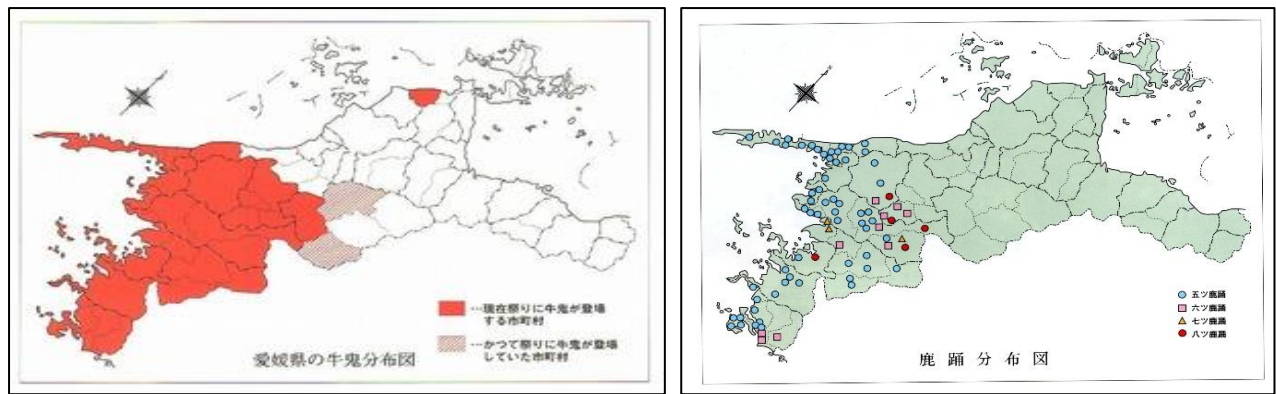 …現在祭りに牛鬼が登場
する市町村
…かつて祭りに牛鬼が登場
していた市町村
愛媛県の牛鬼分布図
五ツ鹿踊
六ツ鹿踊
七ツ鹿踊
八ツ鹿踊
鹿踊分布図